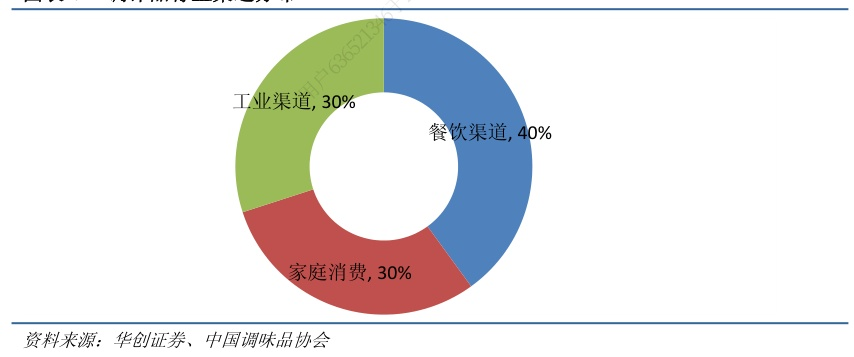 工业渠道, 30%
餐饮渠道, 40%
家庭消费, 30%
资料来源：华创证券、中国调味品协会